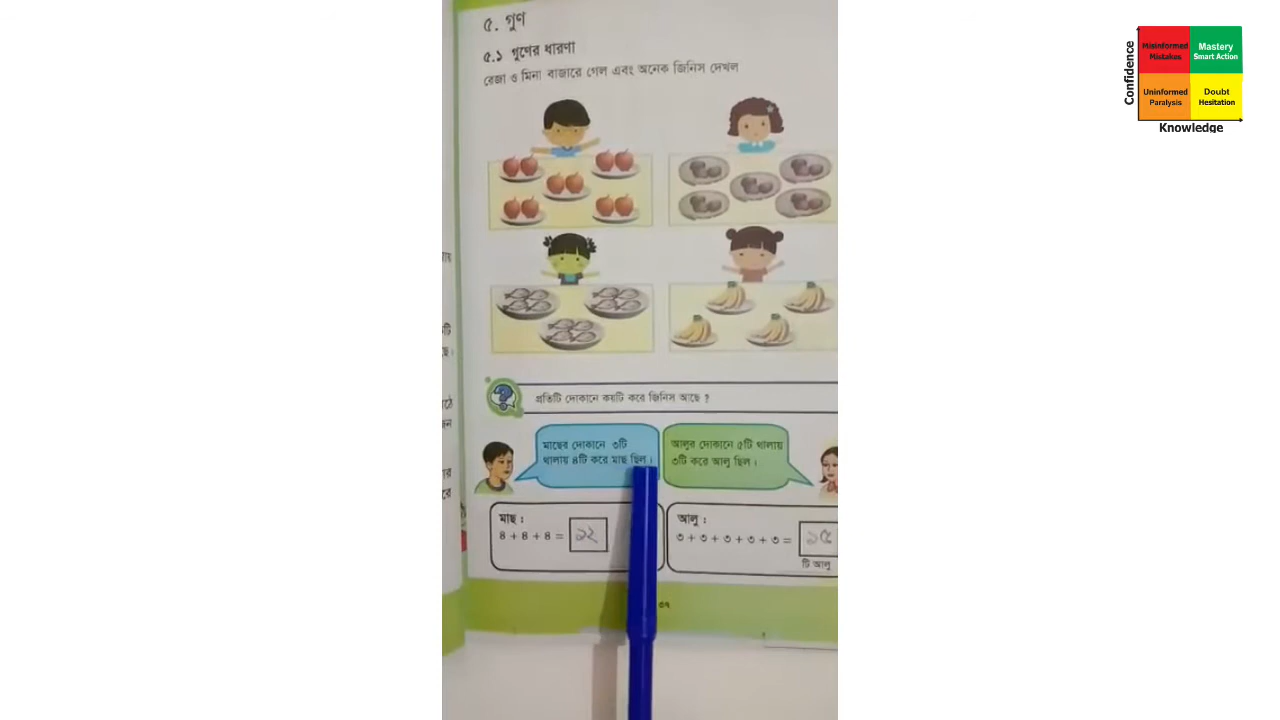 ৫. গুণ
৫.১ গুণের ধারণা
রেজা ও মিনা বাজারে গেল এবং অনেক জিনিস দেখল
প্রতিটি দোকানে কয়টি করে জিনিস আছে ?
মাছের দোকানে ৩টি
থালায় ৪টি করে মাছ ছিল।
আলুর দোকানে ৫টি থালায়
৩টি করে আলু ছিল।
মাছ :
৪ + ৪ + ৪ = ১২
আলু :
৩ + ৩ + ৩ + ৩ + ৩ = ১৫
টি আলু
৩৭
Confidence
Misinformed
Mistakes
Mastery
Smart Action
Uninformed
Paralysis
Doubt
Hesitation
Knowledge